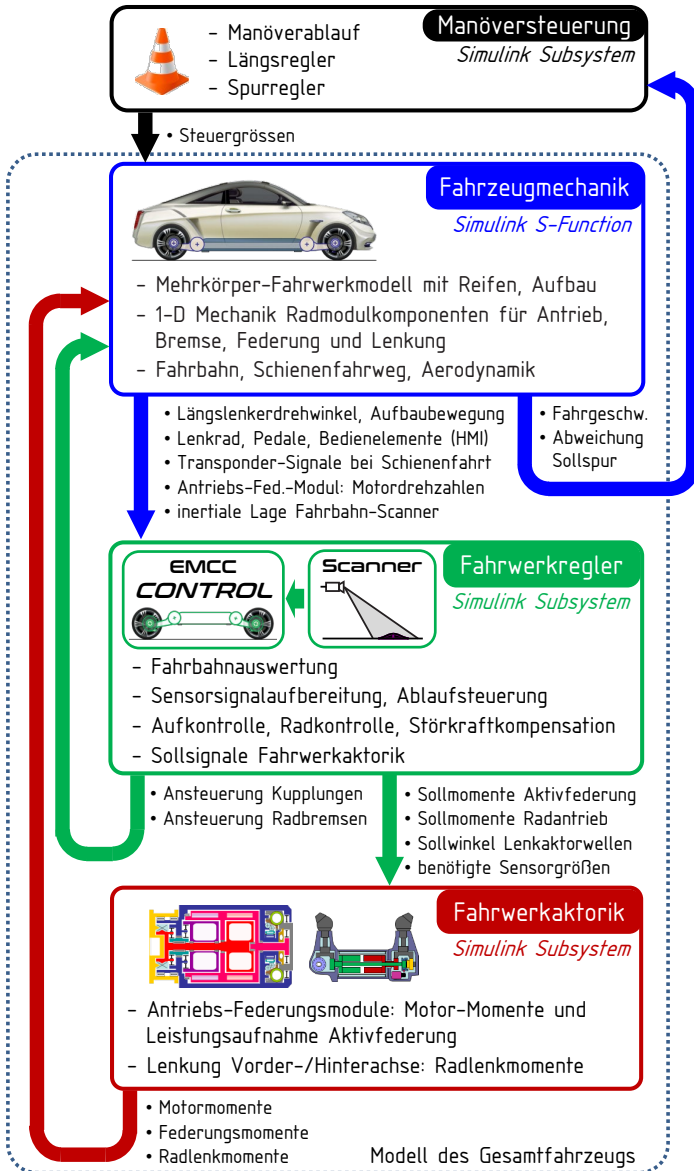 Manöversteuerung
Simulink Subsystem
- Manöverablauf
- Längsregler
- Spurregler
• Steuergrössen
Fahrzeugmechanik
Simulink S-Function
- Mehrkörper-Fahrwerkmodell mit Reifen, Aufbau
- 1-D Mechanik Radmodulkomponenten für Antrieb,
Bremse, Federung und Lenkung
- Fahrbahn, Schienenfahrweg, Aerodynamik
• Längslenkerdrehwinkel, Aufbaubewegung
• Lenkrad, Pedale, Bedienelemente (HMI)
• Transponder-Signale bei Schienenfahrt
• Antriebs-Fed.-Modul: Motordrehzahlen
• inertiale Lage Fahrbahn-Scanner
• Fahrgeschw.
• Abweichung
Sollspur
EMCC
CONTROL
Scanner
Fahrwerkregler
Simulink Subsystem
- Fahrbahnauswertung
- Sensorsignalaufbereitung, Ablaufsteuerung
- Aufkontrolle, Radkontrolle, Störkraftkompensation
- Sollsignale Fahrwerkaktorik
• Ansteuerung Kupplungen
• Ansteuerung Radbremsen
• Sollmomente Aktivfederung
• Sollmomente Radantrieb
• Sollwinkel Lenkaktorwellen
• benötigte Sensorgrößen
Fahrwerkaktorik
Simulink Subsystem
- Antriebs-Federungsmodule: Motor-Momente und
Leistungsaufnahme Aktivfederung
- Lenkung Vorder-/Hinterachse: Radlenkmomente
• Motormomente
• Federungsmomente
• Radlenkmomente
Modell des Gesamtfahrzeugs